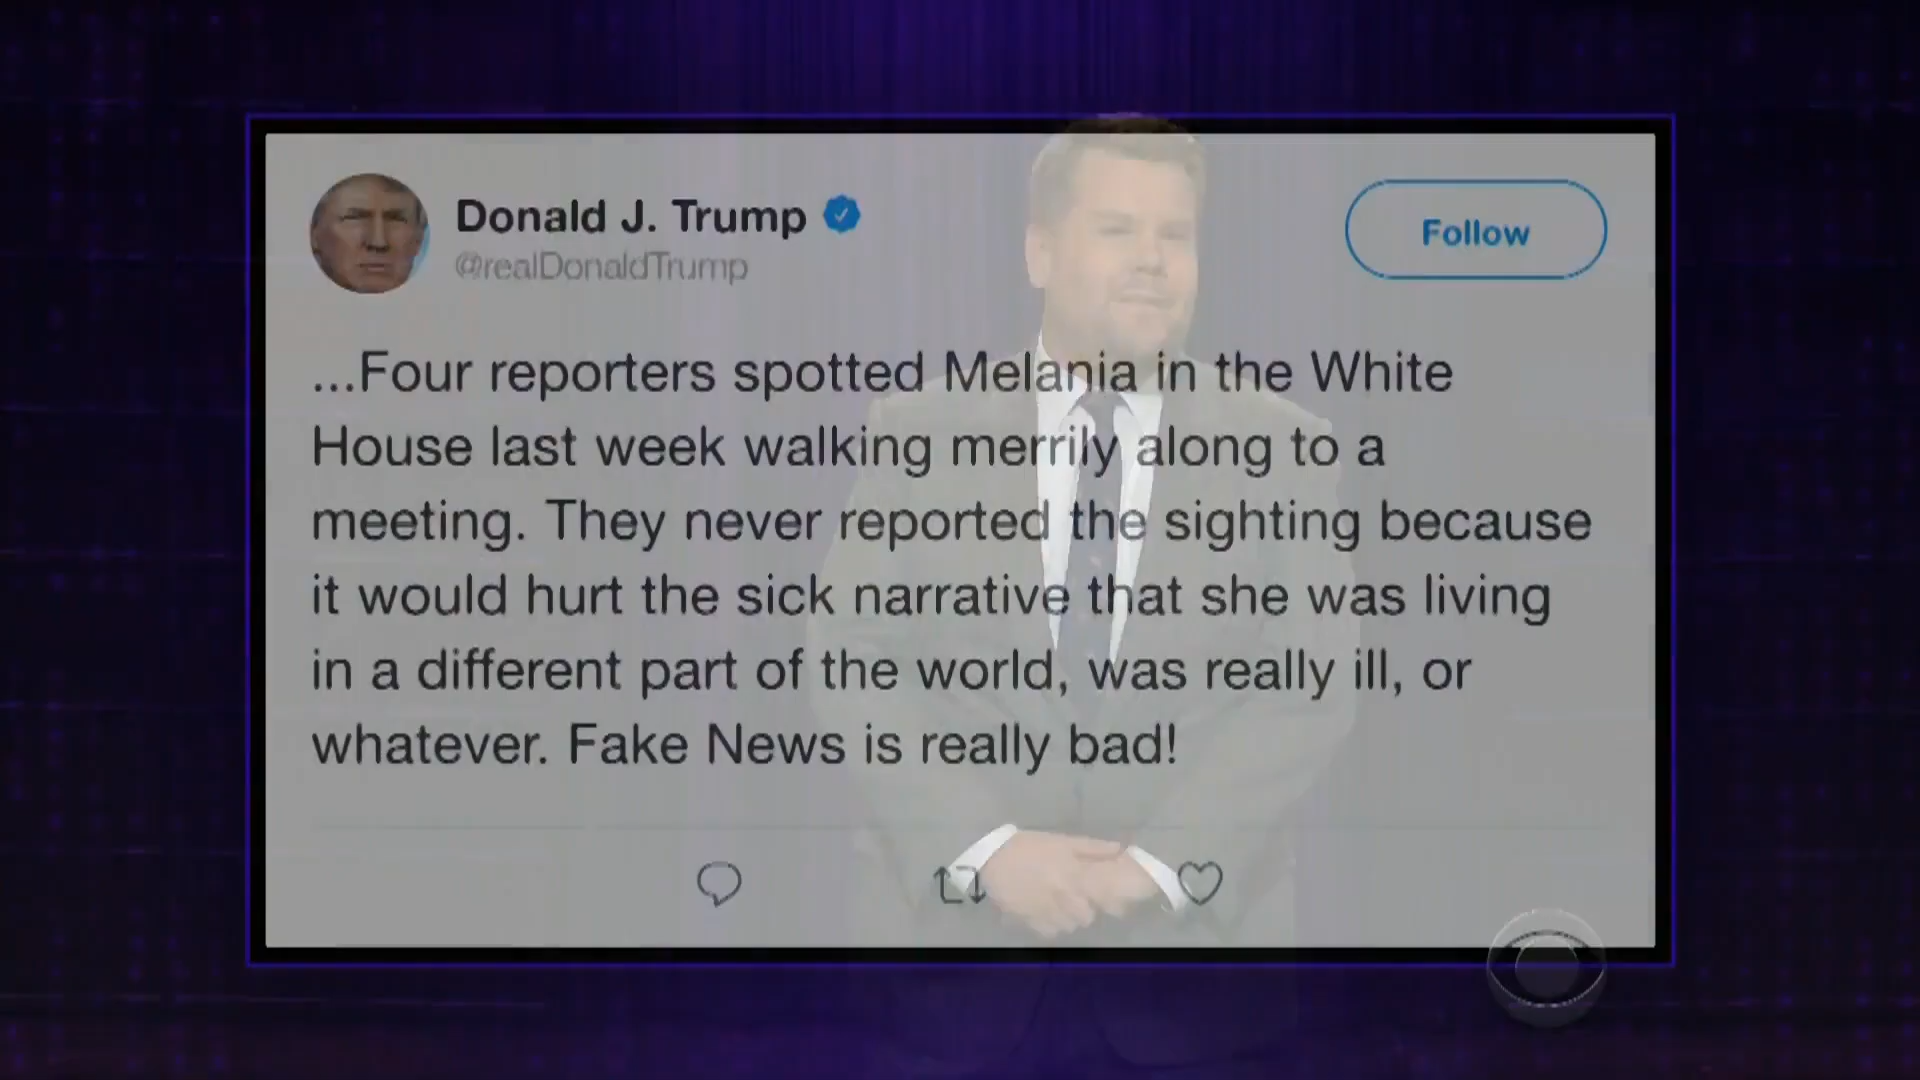 Donald J. Trump
@realDonaldTrump
Follow
...Four reporters spotted Melania in the White
House last week walking merrily along to a
meeting. They never reported the sighting because
it would hurt the sick narrative that she was living
in a different part of the world, was really ill, or
whatever. Fake News is really bad!